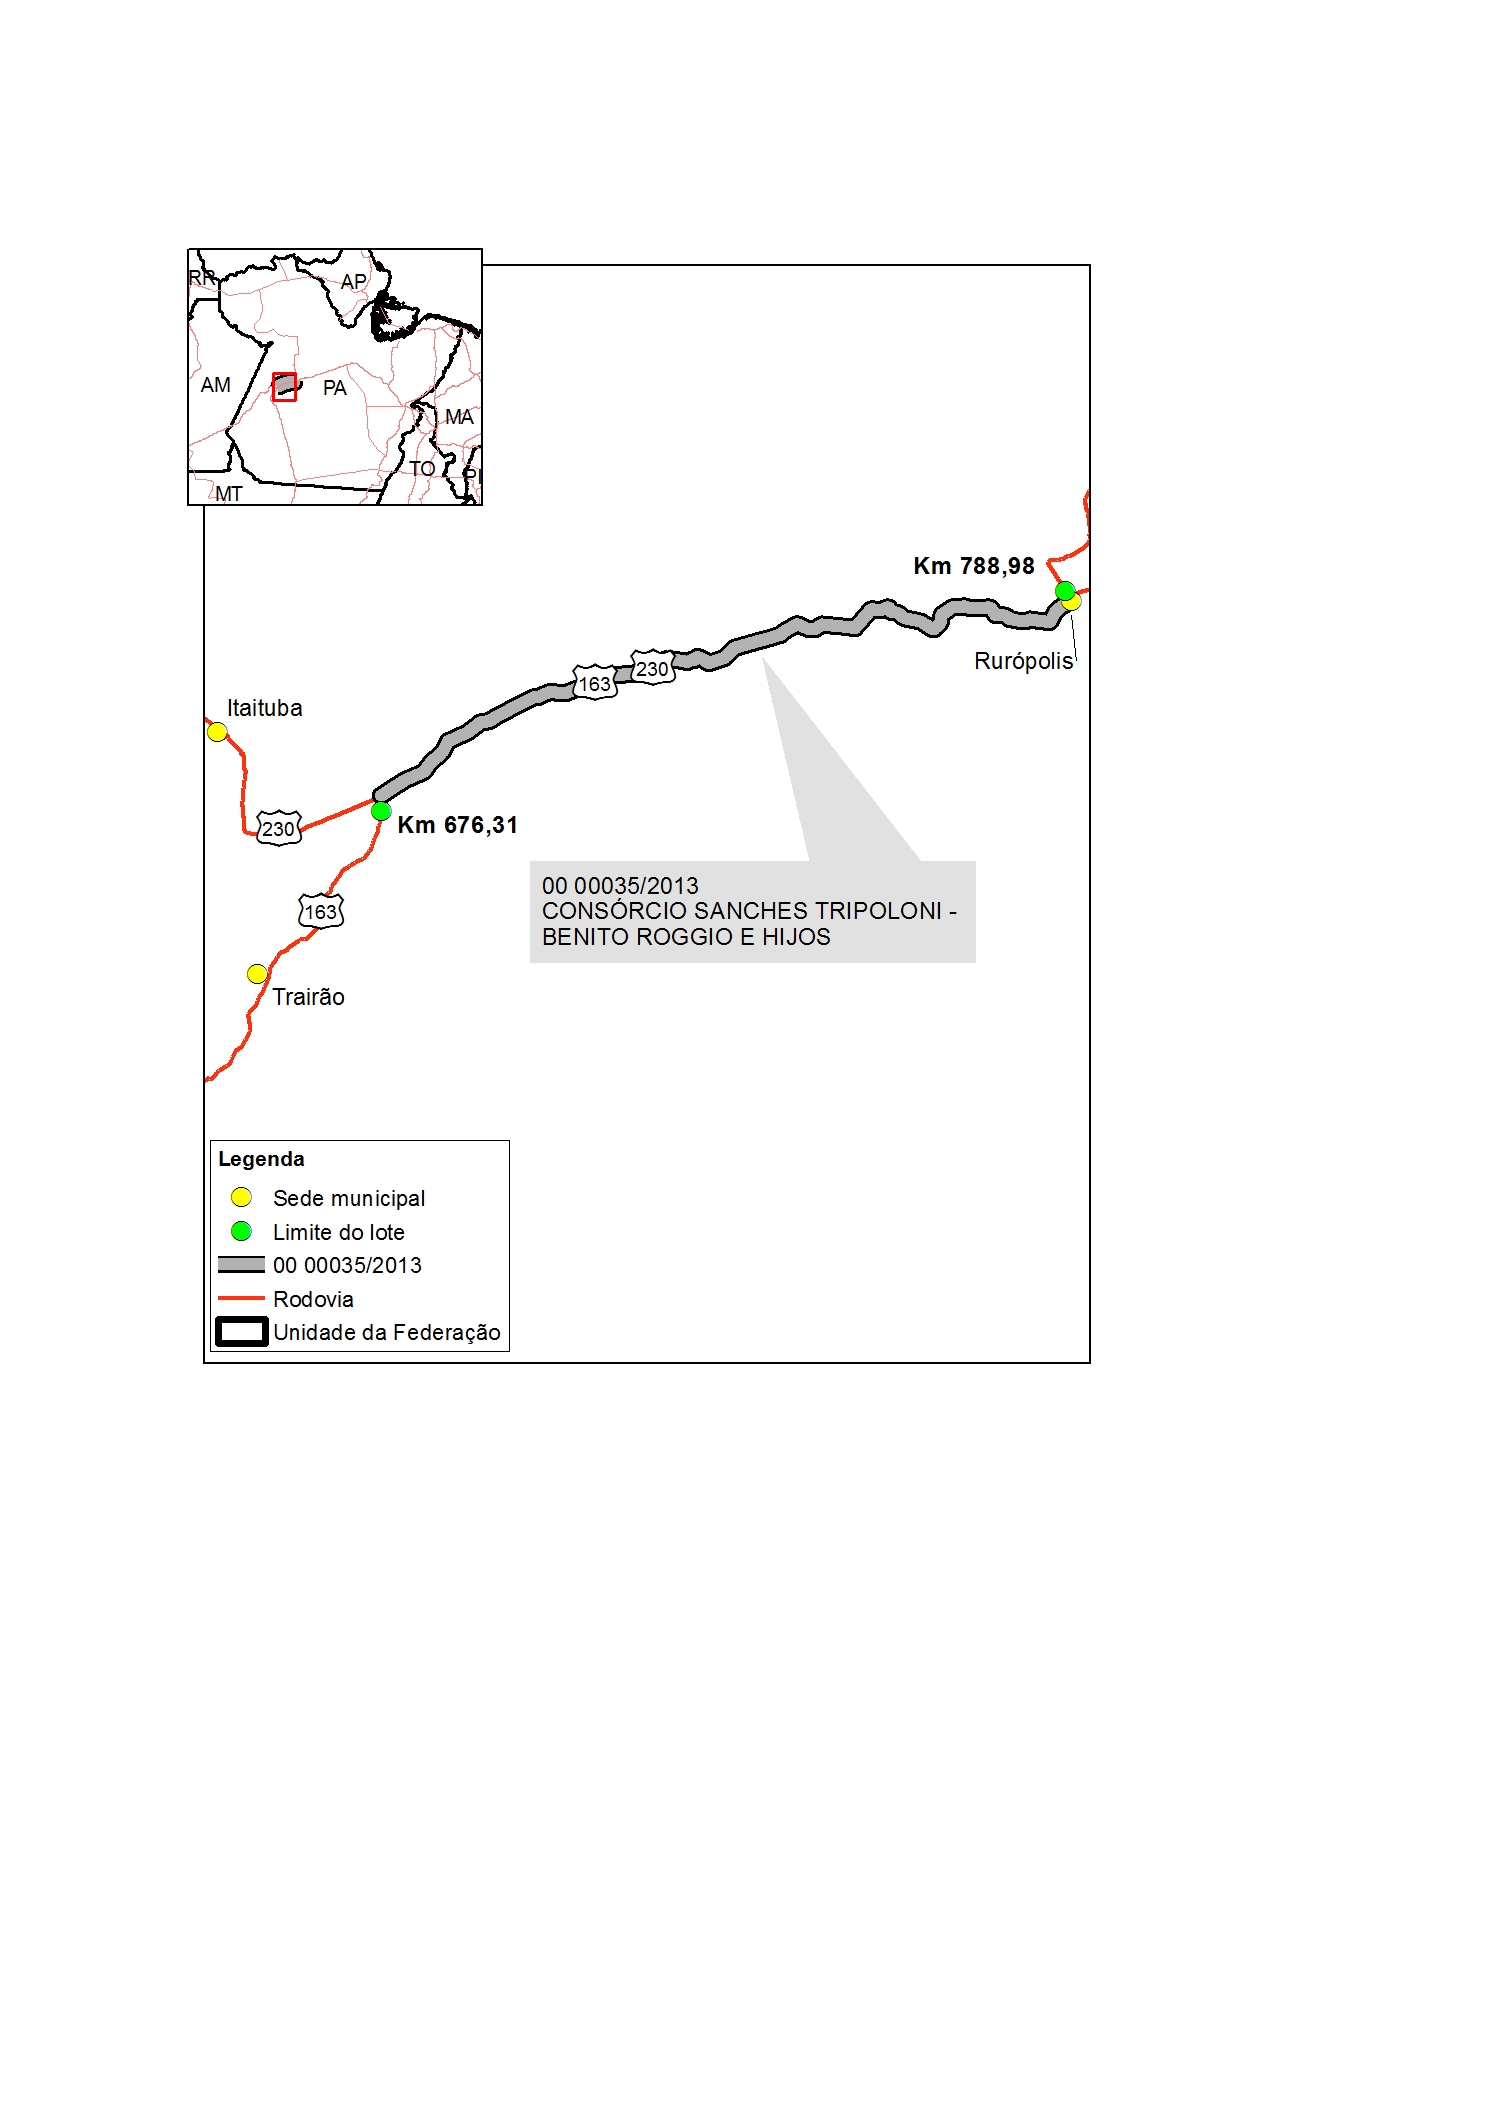 RR
AP
AM
PA
MA
TO
PI
MT
Km 788,98
Rurópolis
230
163
Itaituba
230
Km 676,31
163
00 00035/2013
CONSÓRCIO SANCHES TRIPOLONI -
BENITO ROGGIO E HIJOS
Trairão
Legenda
Sede municipal
Limite do lote
00 00035/2013
Rodovia
Unidade da Federação